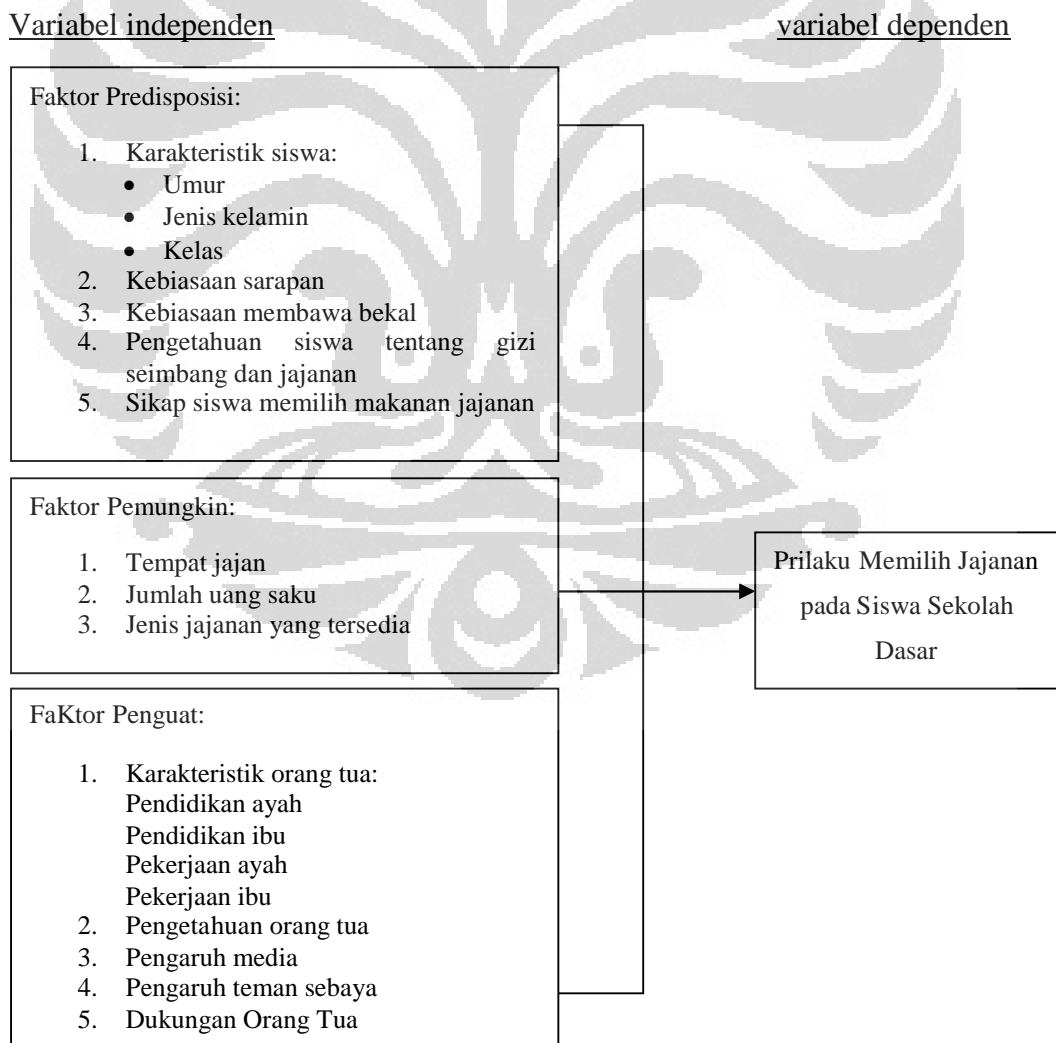 Variabel independen
variabel dependen
Faktor Predisposisi:
1. Karakteristik siswa:
• Umur
• Jenis kelamin
• Kelas
2. Kebiasaan sarapan
3. Kebiasaan membawa bekal
4. Pengetahuan siswa tentang gizi
seimbang dan jajanan
5. Sikap siswa memilih makanan jajanan
Faktor Pemungkin:
1. Tempat jajan
2. Jumlah uang saku
3. Jenis jajanan yang tersedia
Prilaku Memilih Jajanan
pada Siswa Sekolah
Dasar
FaKtor Penguat:
1. Karakteristik orang tua:
Pendidikan ayah
Pendidikan ibu
Pekerjaan ayah
Pekerjaan ibu
2. Pengetahuan orang tua
3. Pengaruh media
4. Pengaruh teman sebaya
5. Dukungan Orang Tua